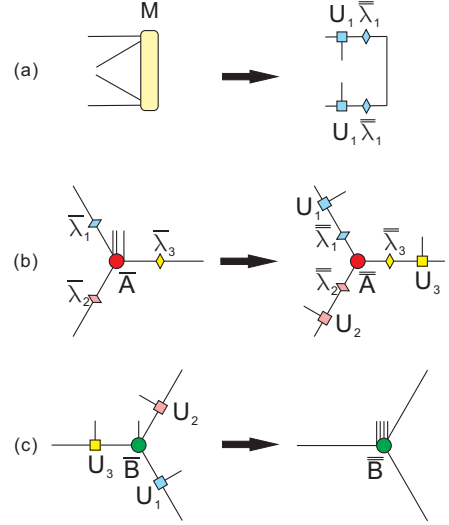 M
U₁ λ̿₁
(a)
U₁ λ̿₁
U₁
λ̅₁ λ̅₃ λ̿₁ λ̿₃
(b)
λ̅₂ A̅ λ̿₂ A̿ U₃
U₂
U₂
(c)
U₃ B̅ B̿
U₁